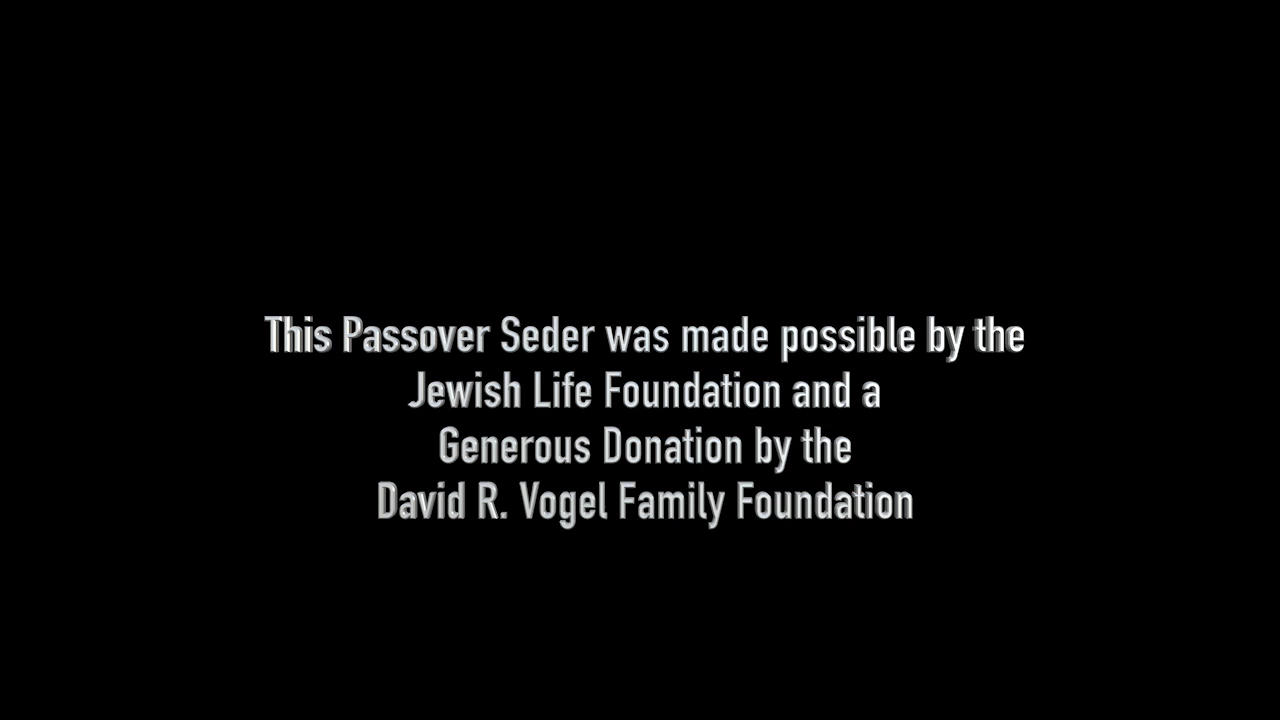 This Passover Seder was made possible by the
Jewish Life Foundation and a
Generous Donation by the
David R. Vogel Family Foundation